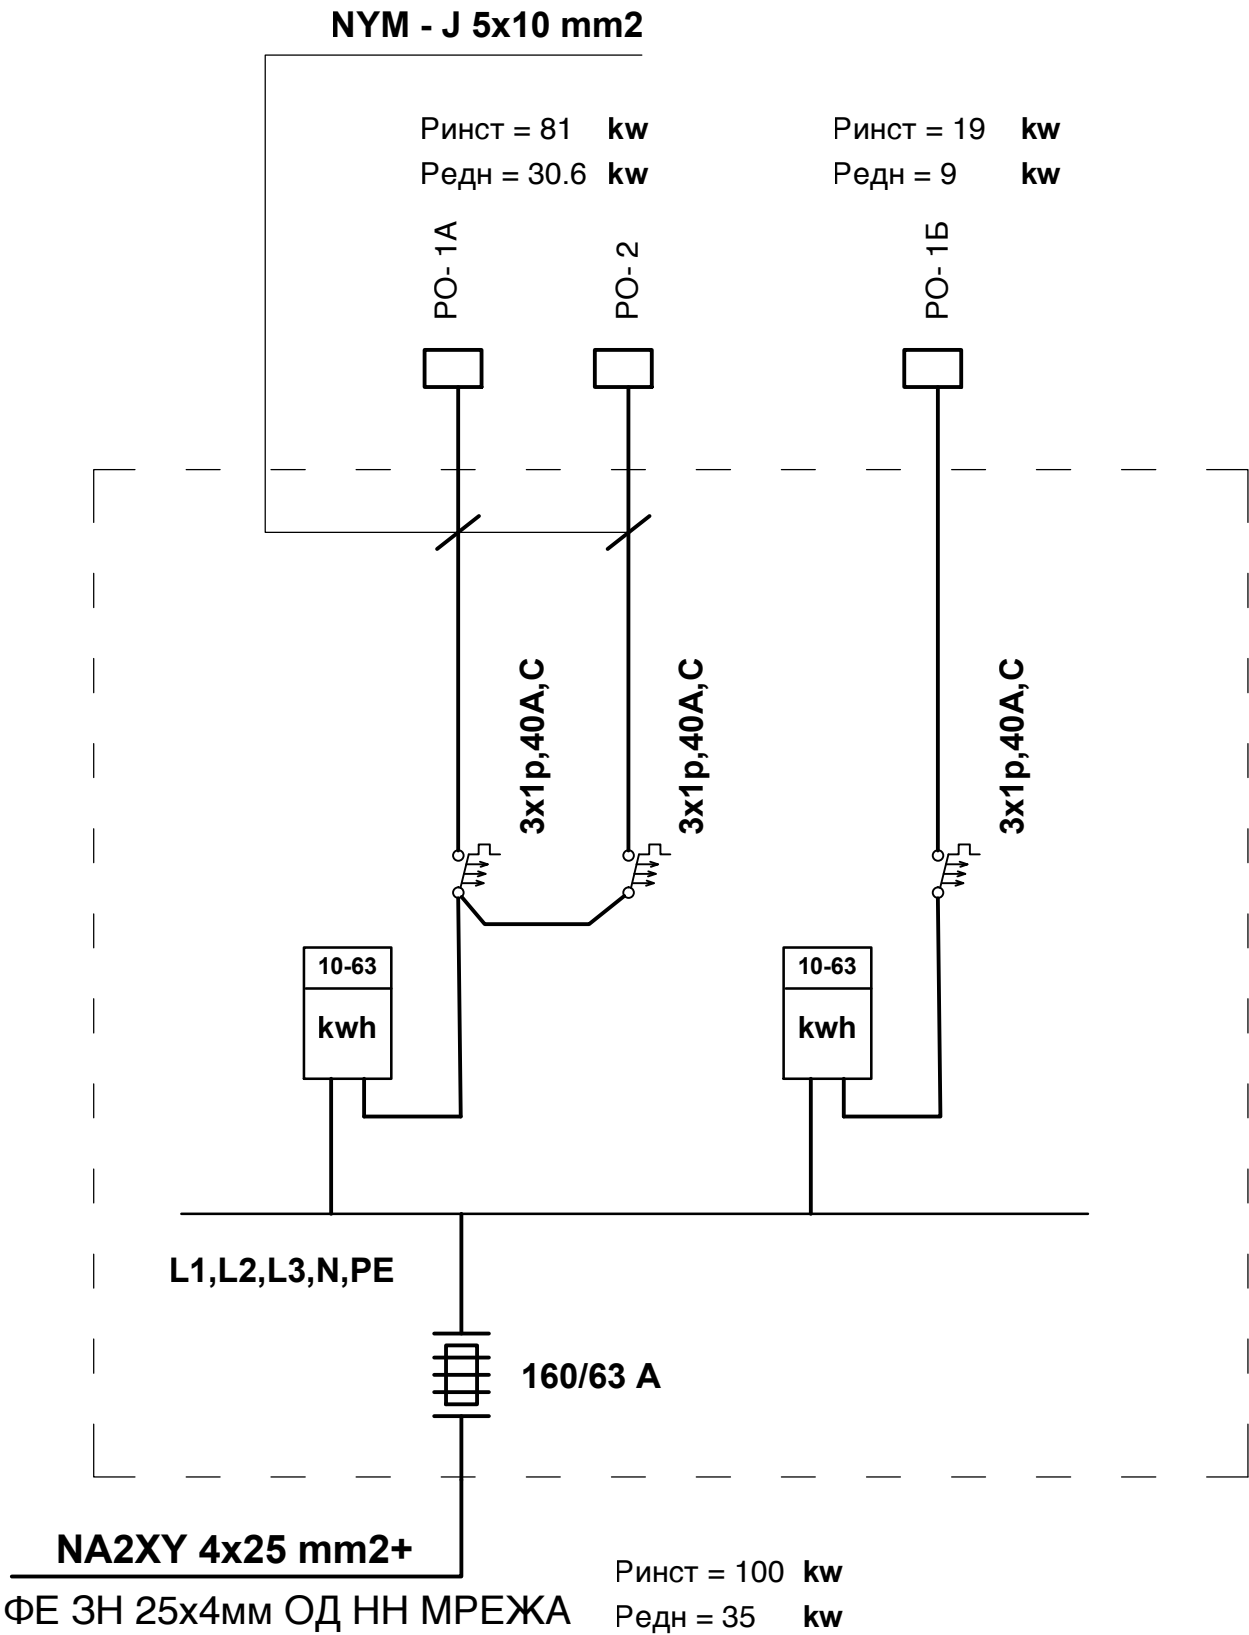 NYM - J 5x10 mm2
Ринст = 81 kw
Редн = 30.6 kw
Ринст = 19 kw
Редн = 9 kw
РО- 1А
РО- 2
РО- 1Б
3x1p,40A,C
3x1p,40A,C
3x1p,40A,C
10-63
kwh
10-63
kwh
L1,L2,L3,N,PE
160/63 A
NA2XY 4x25 mm2+
ФЕ ЗН 25x4мм ОД НН МРЕЖА
Ринст = 100 kw
Редн = 35 kw